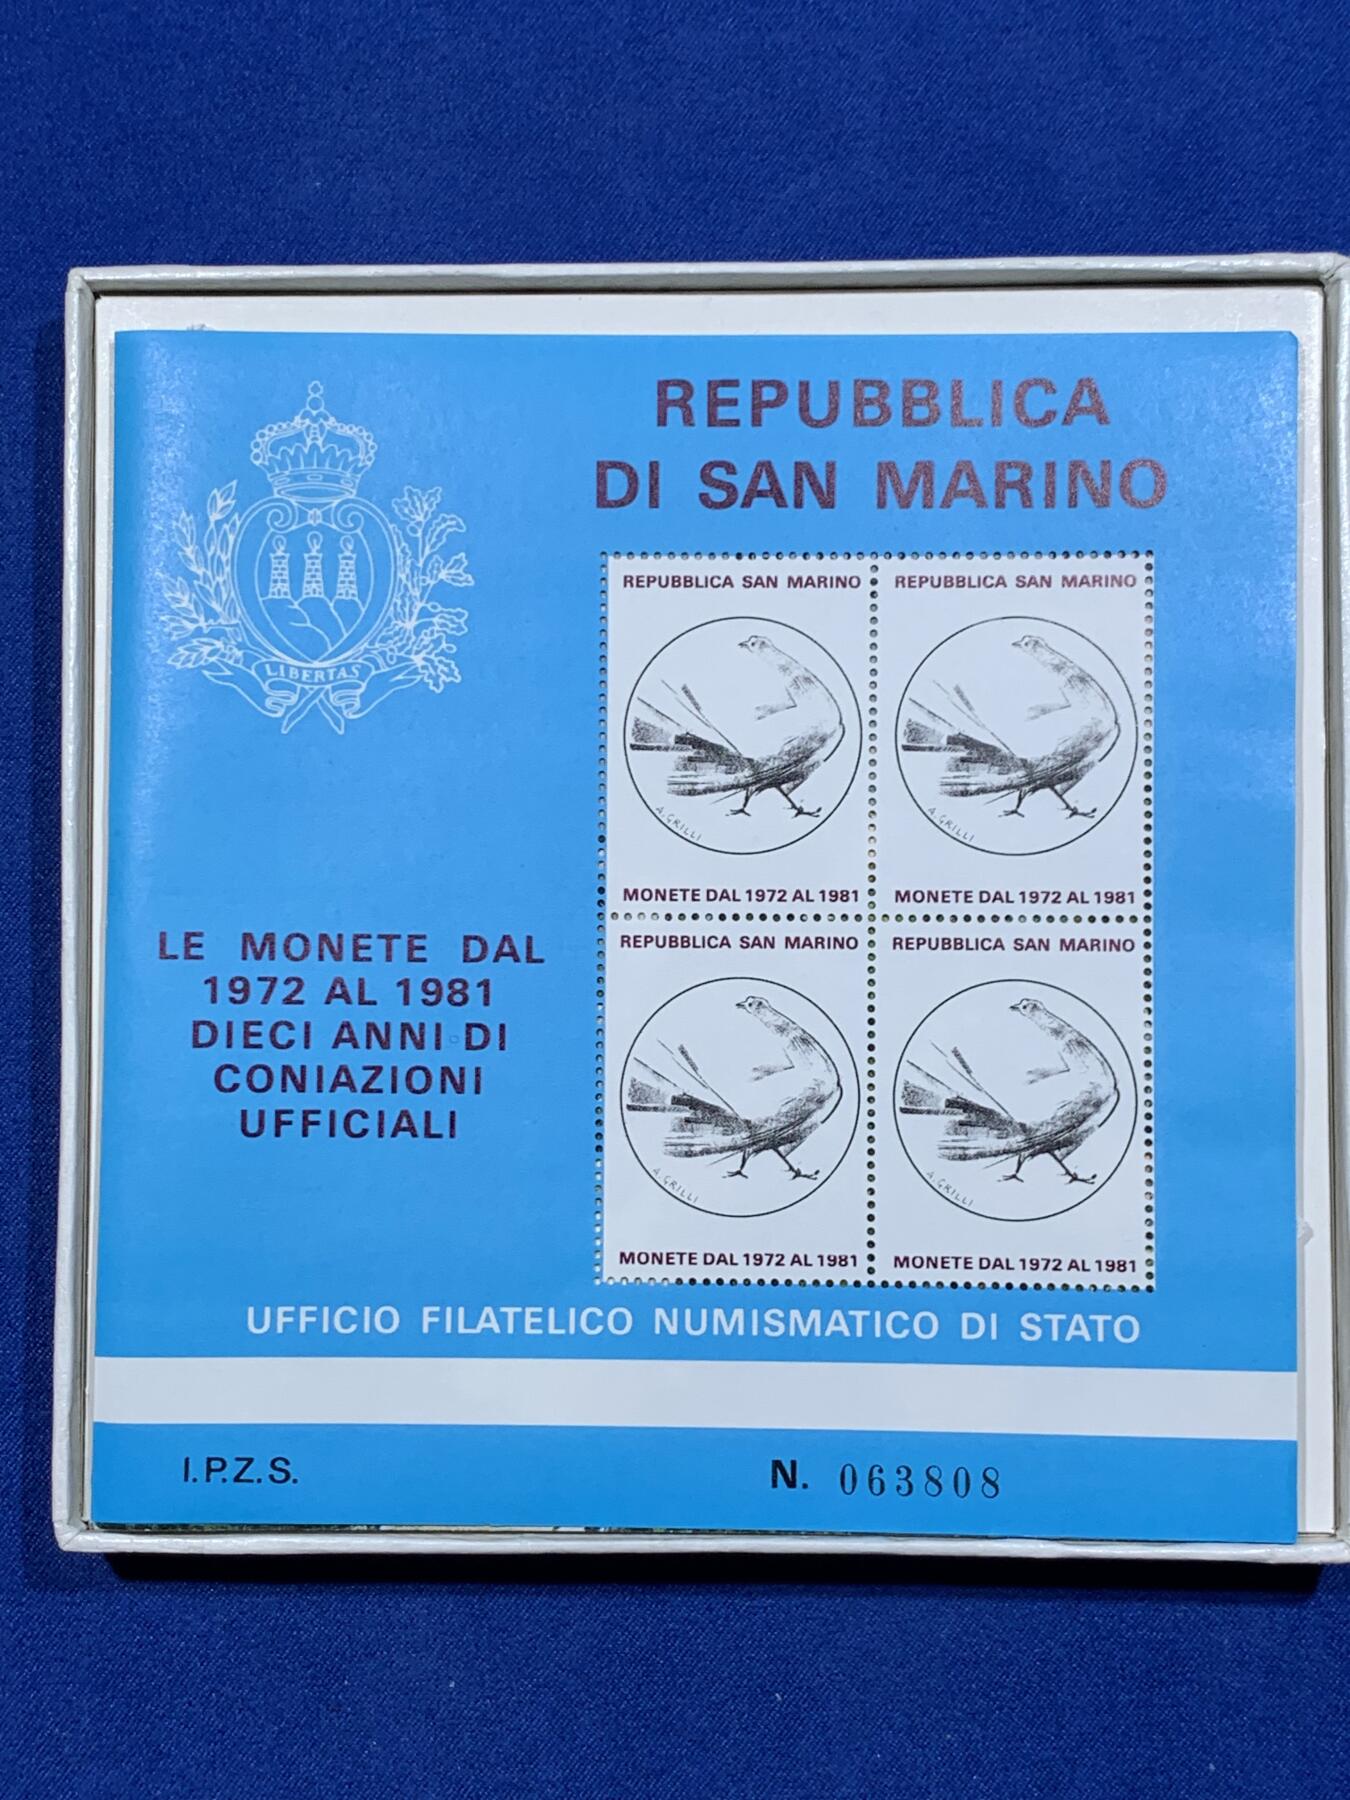 REPUBBLICA
DI SAN MARINO
LIBERTAS
REPUBBLICA SAN MARINO
A. GRILLI
MONETE DAL 1972 AL 1981
REPUBBLICA SAN MARINO
A. GRILLI
MONETE DAL 1972 AL 1981
REPUBBLICA SAN MARINO
A. GRILLI
MONETE DAL 1972 AL 1981
REPUBBLICA SAN MARINO
A. GRILLI
MONETE DAL 1972 AL 1981
LE MONETE DAL
1972 AL 1981
DIECI ANNI DI
CONIAZIONI
UFFICIALI
UFFICIO FILATELICO NUMISMATICO DI STATO
I.P.Z.S.
N. 063808